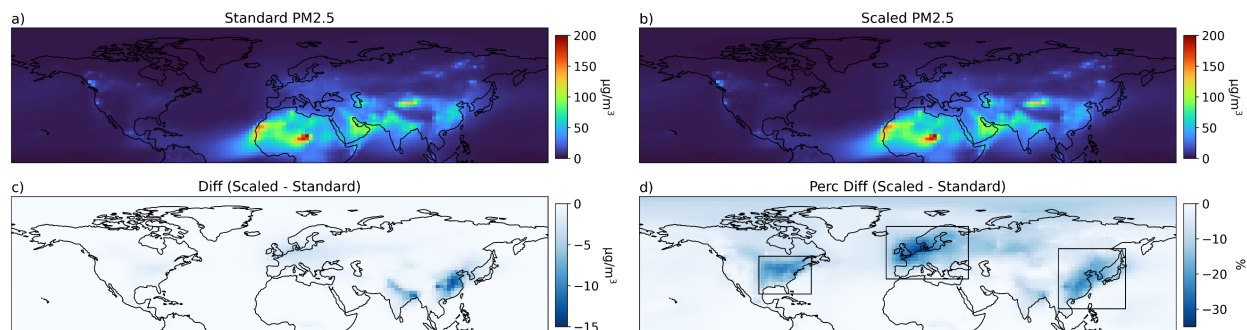 a) Standard PM2.5
200
150
100
50
0
μg/m³
b) Scaled PM2.5
200
150
100
50
0
μg/m³
c) Diff (Scaled - Standard)
0
−5
−10
−15
μg/m³
d) Perc Diff (Scaled - Standard)
0
−10
−20
−30
%